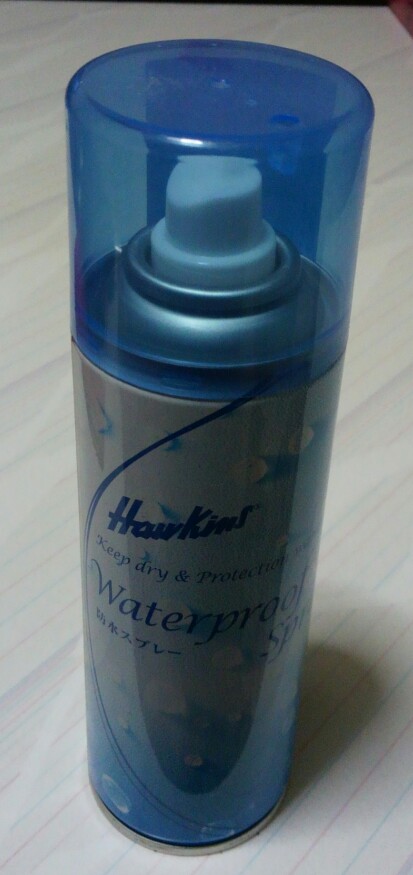 Hawkins
Keep dry & Protection
Waterproof
防水スプレー